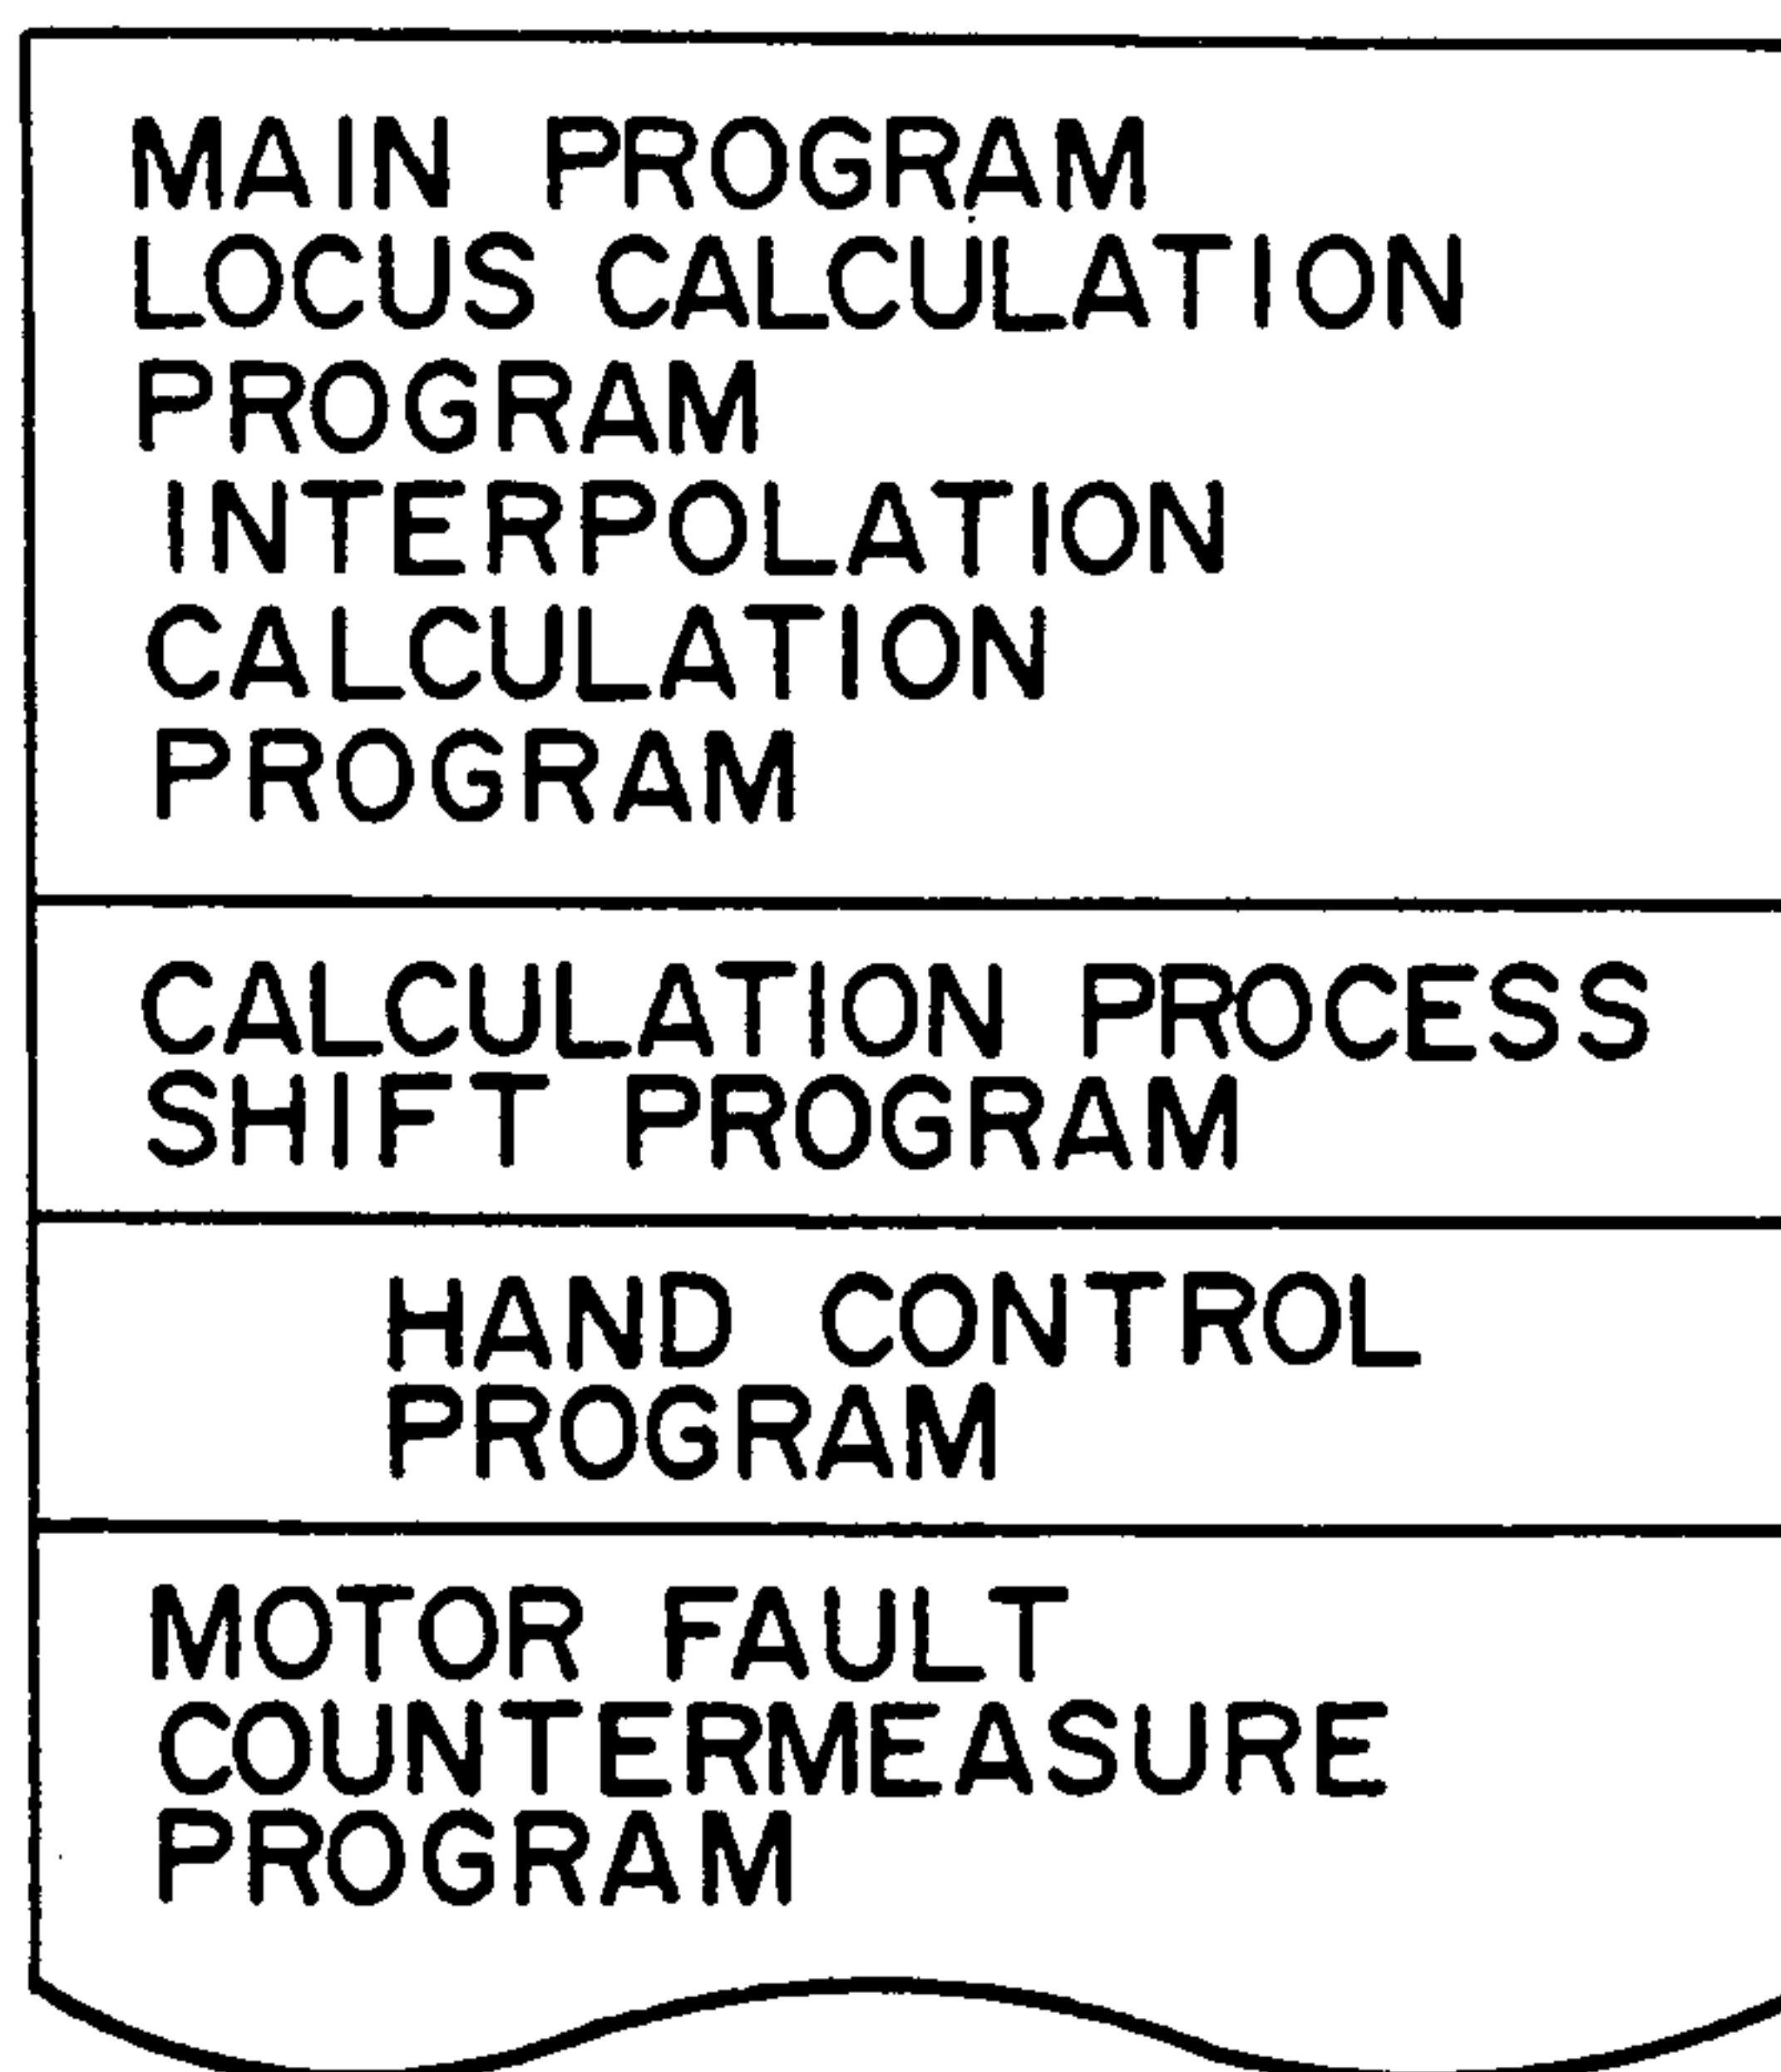 MAIN PROGRAM
LOCUS CALCULATION
PROGRAM
INTERPOLATION
CALCULATION
PROGRAM
CALCULATION PROCESS
SHIFT PROGRAM
HAND CONTROL
PROGRAM
MOTOR FAULT
COUNTERMEASURE
PROGRAM